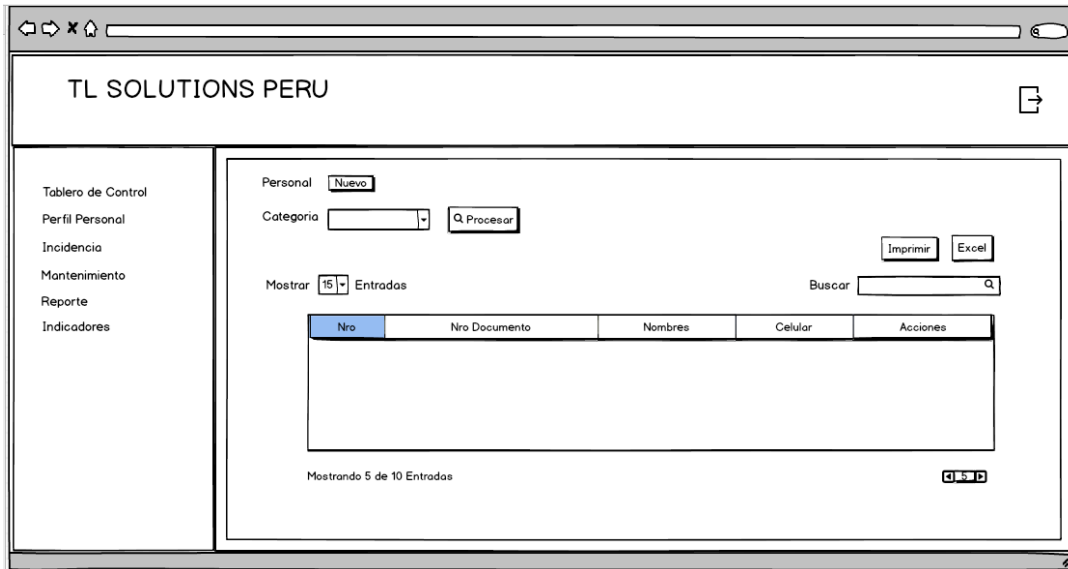 TL SOLUTIONS PERU
Tablero de Control
Perfil Personal
Incidencia
Mantenimiento
Reporte
Indicadores
Personal Nuevo
Categoria Procesar
Imprimir Excel
Mostrar 15 Entradas Buscar
Nro Nro Documento Nombres Celular Acciones
Mostrando 5 de 10 Entradas 5